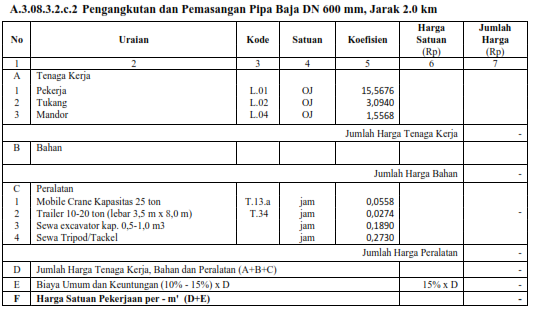 A.3.08.3.2.c.2 Pengangkutan dan Pemasangan Pipa Baja DN 600 mm, Jarak 2.0 km
No Uraian Kode Satuan Koefisien Harga Satuan (Rp) Jumlah Harga (Rp)
1 2 3 4 5 6 7
A Tenaga Kerja
1 Pekerja L.01 OJ 15,5676
2 Tukang L.02 OJ 3,0940
3 Mandor L.04 OJ 1,5568
Jumlah Harga Tenaga Kerja -
B Bahan
Jumlah Harga Bahan -
C Peralatan
1 Mobile Crane Kapasitas 25 ton T.13.a jam 0,0558
2 Trailer 10-20 ton (lebar 3,5 m x 8,0 m) T.34 jam 0,0274 -
3 Sewa excavator kap. 0,5-1,0 m3 jam 0,1890
4 Sewa Tripod/Tackel jam 0,2730
Jumlah Harga Peralatan -
D Jumlah Harga Tenaga Kerja, Bahan dan Peralatan (A+B+C) -
E Biaya Umum dan Keuntungan (10% - 15%) x D 15% x D -
F Harga Satuan Pekerjaan per - m' (D+E) -